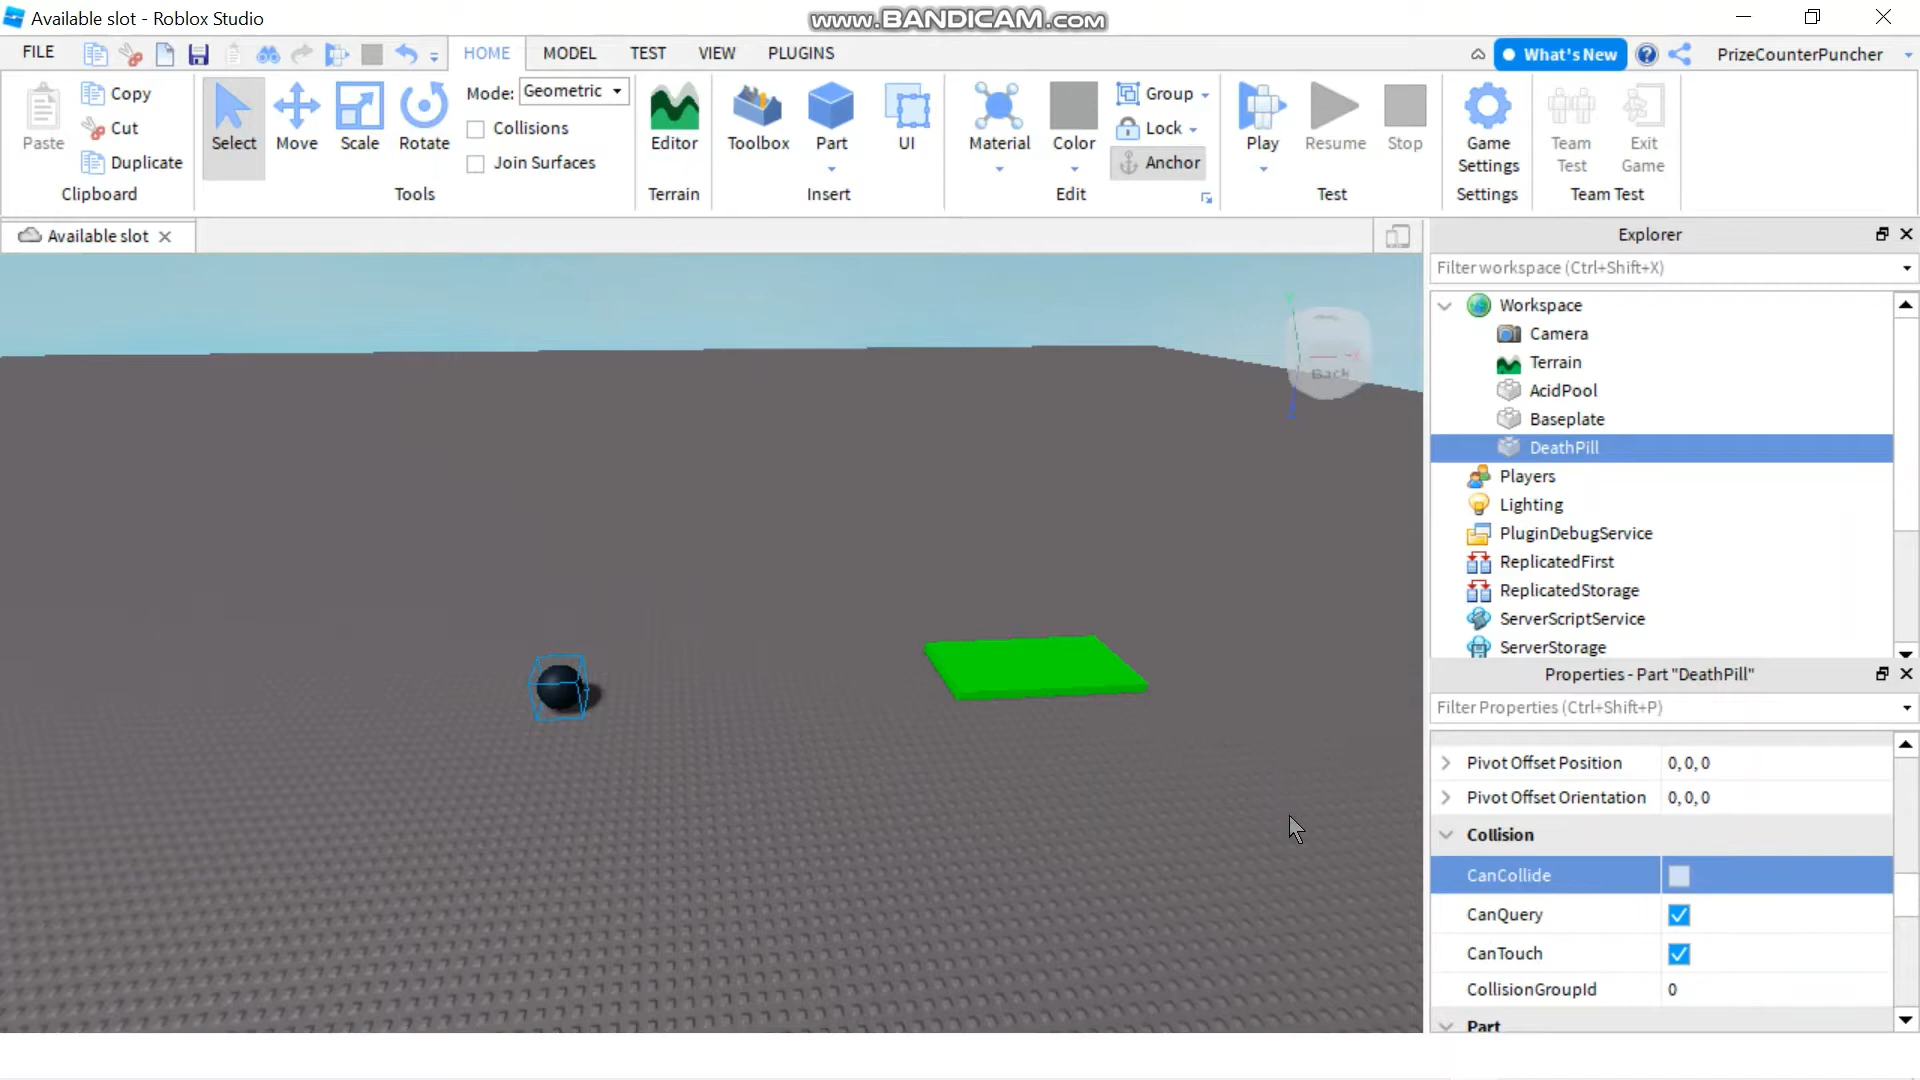 Available slot - Roblox Studio
www.BANDICAM.com
FILE
HOME
MODEL
TEST
VIEW
PLUGINS
What's New
PrizeCounterPuncher
Paste
Copy
Cut
Duplicate
Clipboard
Select
Move
Scale
Rotate
Mode: Geometric
Collisions
Join Surfaces
Tools
Editor
Terrain
Toolbox
Part
UI
Insert
Material
Color
Group
Lock
Anchor
Edit
Play
Resume
Stop
Test
Game
Settings
Settings
Team
Test
Exit
Game
Team Test
Available slot
Back
Explorer
Filter workspace (Ctrl+Shift+X)
Workspace
Camera
Terrain
AcidPool
Baseplate
DeathPill
Players
Lighting
PluginDebugService
ReplicatedFirst
ReplicatedStorage
ServerScriptService
ServerStorage
Properties - Part "DeathPill"
Filter Properties (Ctrl+Shift+P)
Pivot Offset Position 0, 0, 0
Pivot Offset Orientation 0, 0, 0
Collision
CanCollide
CanQuery
CanTouch
CollisionGroupId 0
Part